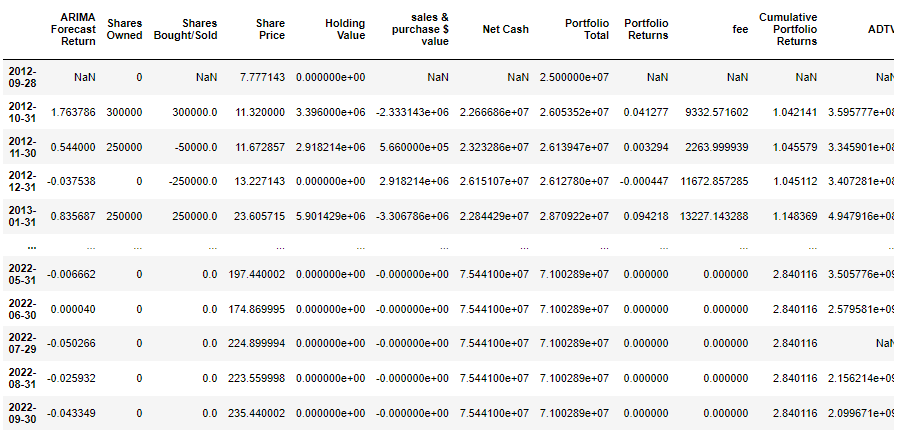 ARIMA Forecast Return Shares Owned Shares Bought/Sold Share Price Holding Value sales & purchase $ value Net Cash Portfolio Total Portfolio Returns fee Cumulative Portfolio Returns ADTV
2012-09-28 NaN 0 NaN 7.777143 0.000000e+00 NaN NaN 2.500000e+07 NaN NaN NaN NaN
2012-10-31 1.763786 300000 300000.0 11.320000 3.396000e+06 -2.333143e+06 2.266686e+07 2.605352e+07 0.041277 9332.571602 1.042141 3.595777e+08
2012-11-30 0.544000 250000 -50000.0 11.672857 2.918214e+06 5.660000e+05 2.323286e+07 2.613947e+07 0.003294 2263.999939 1.045579 3.345901e+08
2012-12-31 -0.037538 0 -250000.0 13.227143 0.000000e+00 2.918214e+06 2.615107e+07 2.612780e+07 -0.000447 11672.857285 1.045112 3.407281e+08
2013-01-31 0.835687 250000 250000.0 23.605715 5.901429e+06 -3.306786e+06 2.284429e+07 2.870922e+07 0.094218 13227.143288 1.148369 4.947916e+08
... ... ... ... ... ... ... ... ... ... ... ... ...
2022-05-31 -0.006662 0 0.0 197.440002 0.000000e+00 -0.000000e+00 7.544100e+07 7.100289e+07 0.000000 0.000000 2.840116 3.505776e+09
2022-06-30 0.000040 0 0.0 174.869995 0.000000e+00 -0.000000e+00 7.544100e+07 7.100289e+07 0.000000 0.000000 2.840116 2.579581e+09
2022-07-29 -0.050266 0 0.0 224.899994 0.000000e+00 -0.000000e+00 7.544100e+07 7.100289e+07 0.000000 0.000000 2.840116 NaN
2022-08-31 -0.025932 0 0.0 223.559998 0.000000e+00 -0.000000e+00 7.544100e+07 7.100289e+07 0.000000 0.000000 2.840116 2.156214e+09
2022-09-30 -0.043349 0 0.0 235.440002 0.000000e+00 -0.000000e+00 7.544100e+07 7.100289e+07 0.000000 0.000000 2.840116 2.099671e+09